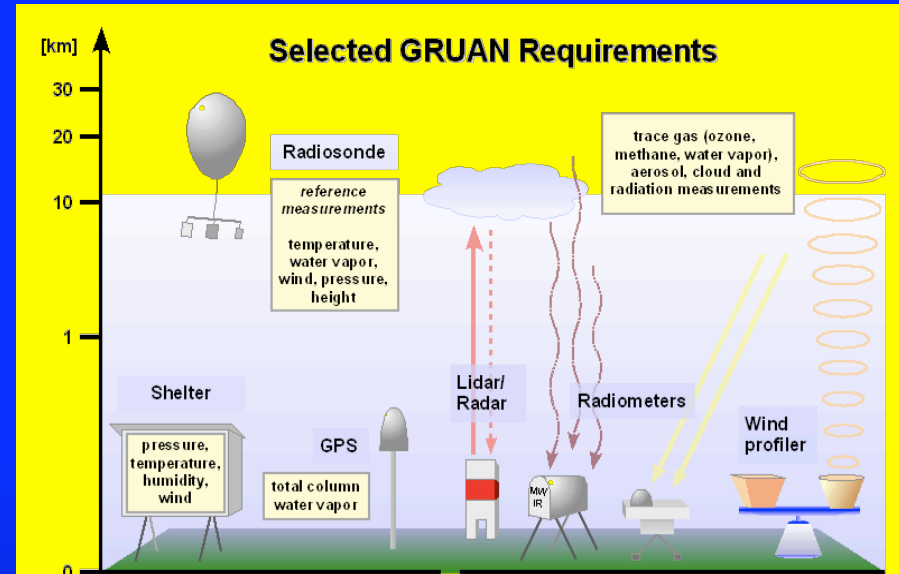 Selected GRUAN Requirements
[km]
30
20
10
1
0
Radiosonde
reference
measurements
temperature,
water vapor,
wind, pressure,
height
trace gas (ozone,
methane, water vapor),
aerosol, cloud and
radiation measurements
Shelter
pressure,
temperature,
humidity,
wind
GPS
total column
water vapor
Lidar/
Radar
Radiometers
MW
IR
Wind
profiler